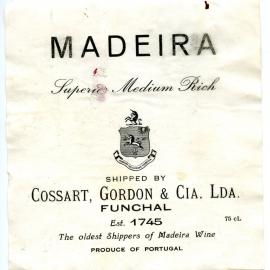 MADEIRA
Superior Medium Rich
SHIPPED BY
COSSART, GORDON & CIA. LDA.
FUNCHAL
Est. 1745
75 cL
The oldest Shippers of Madeira Wine
PRODUCE OF PORTUGAL